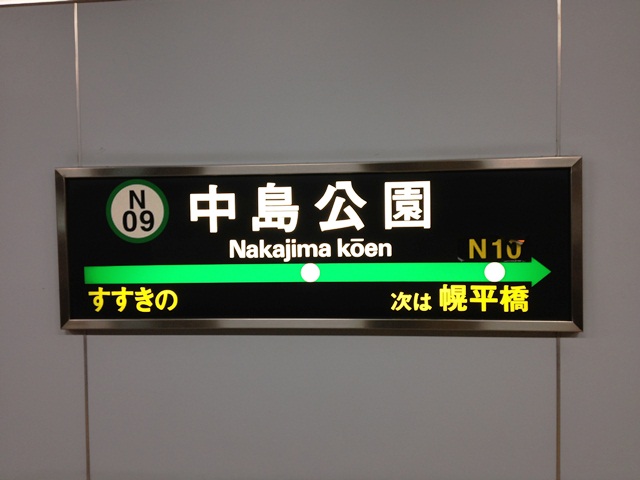 N
09
中島公園
Nakajima kōen
N10
すすきの
次は 幌平橋